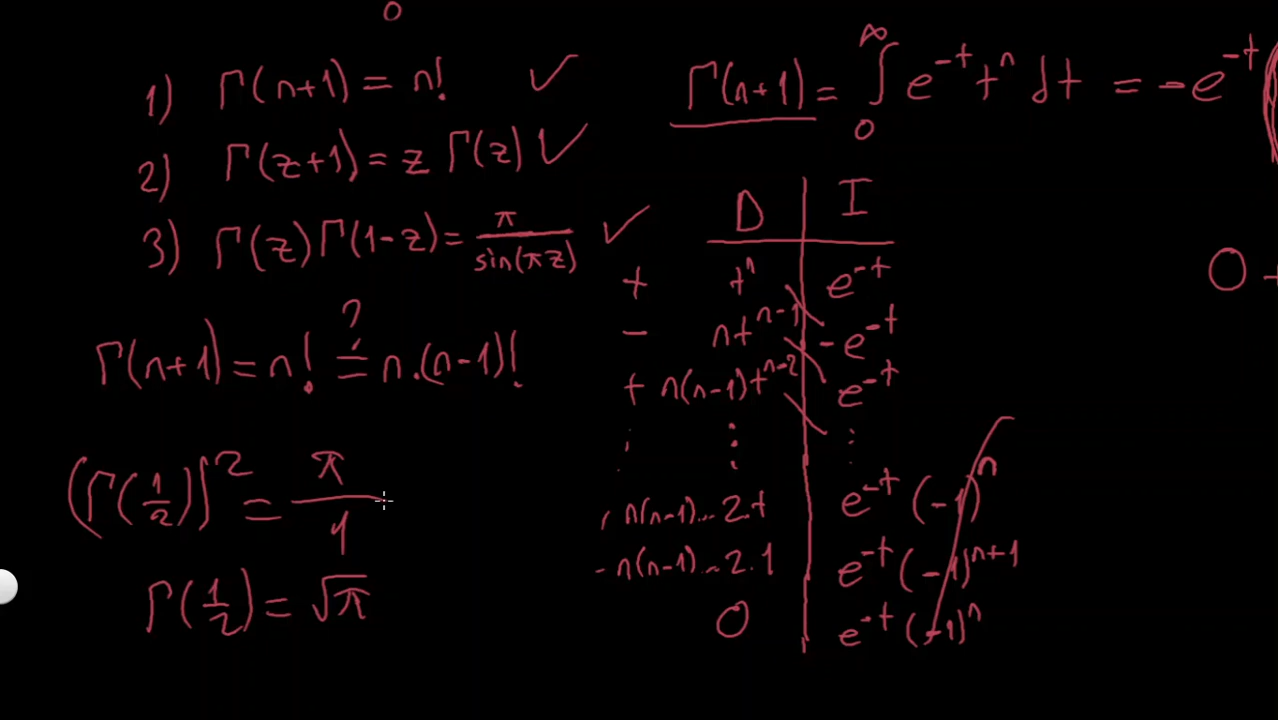 0
1) Γ(n+1) = n! ✓
2) Γ(z+1) = z Γ(z) ✓
3) Γ(z)Γ(1-z) = π/sin(πz) ✓
Γ(n+1) = n! ≟ n.(n-1)!
(Γ(1/2))² = π/1
Γ(1/2) = √π
Γ(n+1) = ∫₀^∞ e^-t t^n dt = -e^-t (
D | I
+ t^n | e^-t
- nt^n-1 | -e^-t
+ n(n-1)t^n-2 | e^-t
⋮ ⋮ | ⋮
n(n-1)...2.t | e^-t (-1)^n
- n(n-1)...2.1 | e^-t (-1)^n+1
0 | e^-t (-1)^n
0 +